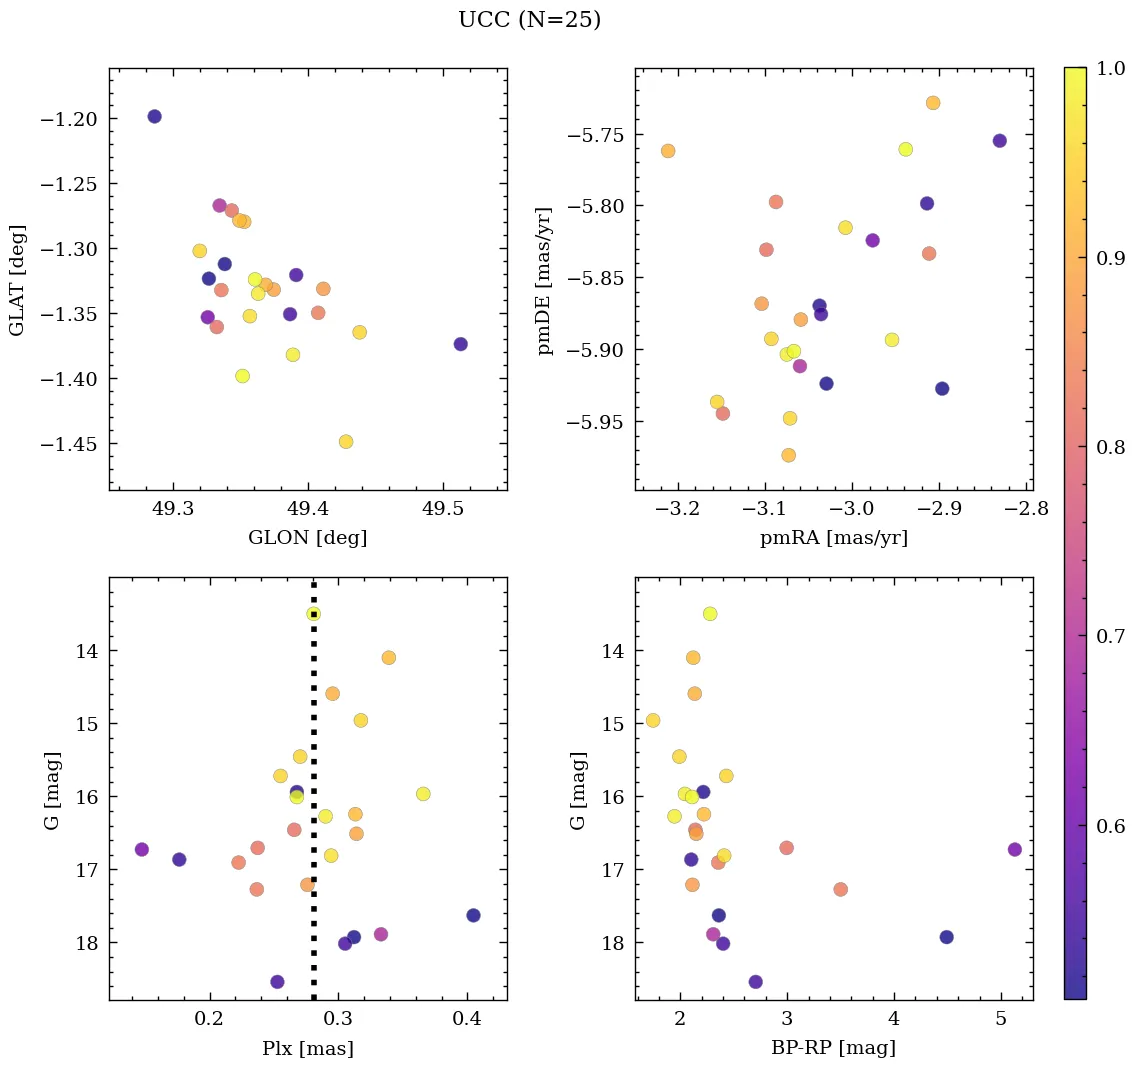 UCC (N=25)
−1.20
−1.25
−1.30
−1.35
−1.40
−1.45
GLAT [deg]
49.3 49.4 49.5
GLON [deg]
−5.75
−5.80
−5.85
−5.90
−5.95
pmDE [mas/yr]
−3.2 −3.1 −3.0 −2.9 −2.8
pmRA [mas/yr]
14
15
16
17
18
G [mag]
0.2 0.3 0.4
Plx [mas]
14
15
16
17
18
G [mag]
2 3 4 5
BP-RP [mag]
1.0
0.9
0.8
0.7
0.6